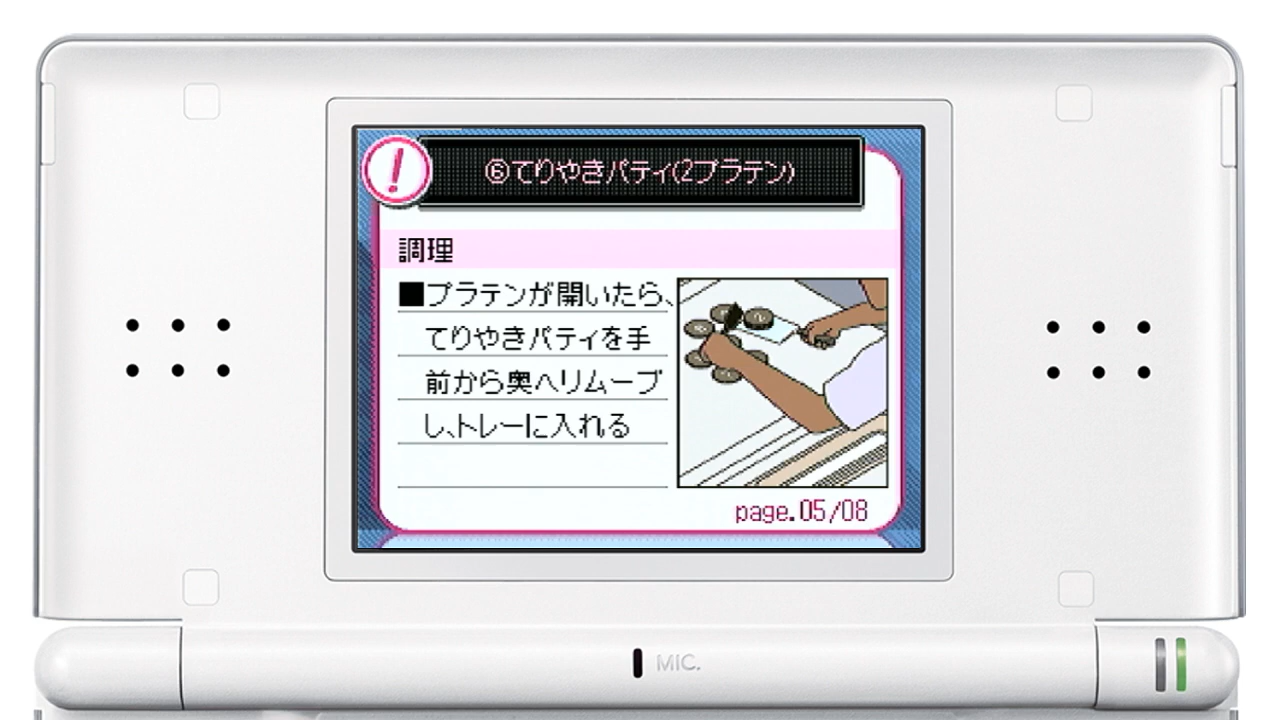 !
⑥てりやきパティ(2プラテン)
調理
■プラテンが開いたら、
てりやきパティを手
前から奥へリムーブ
し、トレーに入れる
page.05/08
MIC.